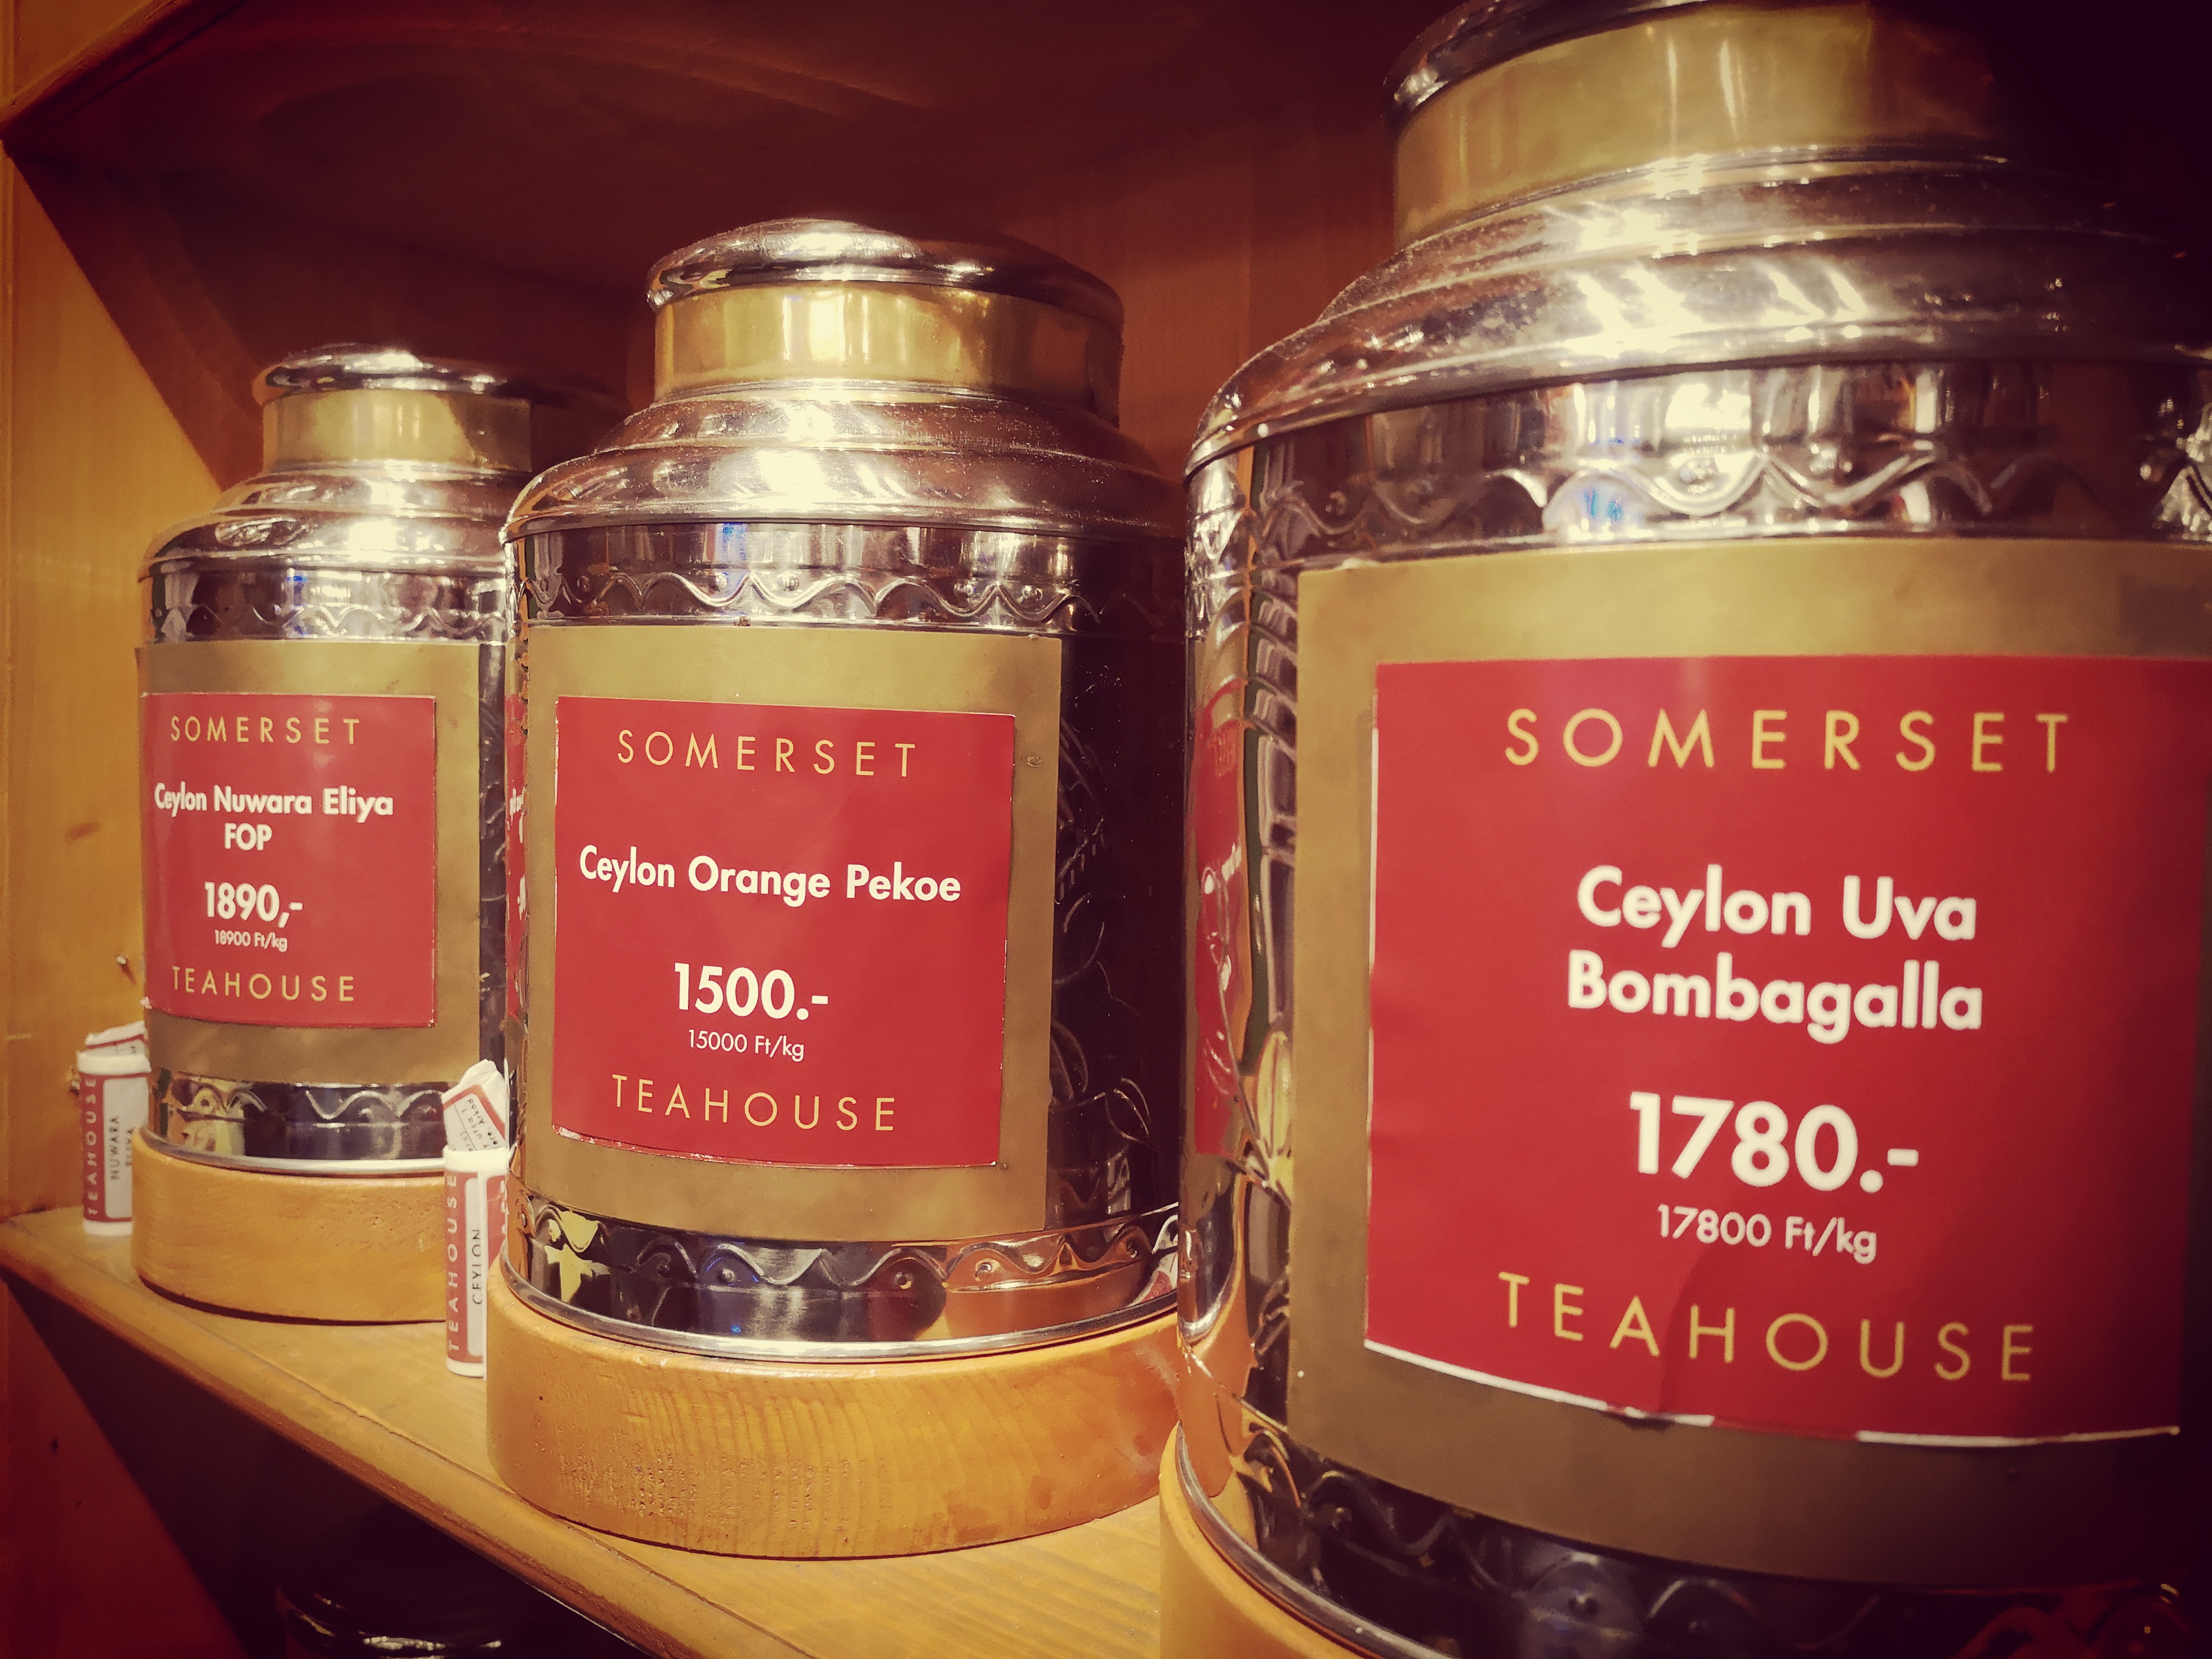 SOMERSET
Ceylon Nuwara Eliya
FOP
1890,-
18900 Ft/kg
TEAHOUSE
SOMERSET
Ceylon Orange Pekoe
1500.-
15000 Ft/kg
TEAHOUSE
SOMERSET
Ceylon Uva
Bombagalla
1780.-
17800 Ft/kg
TEAHOUSE
TEAHOUSE
NUWARA
ELIYA
TEAHOUSE
CEYLON